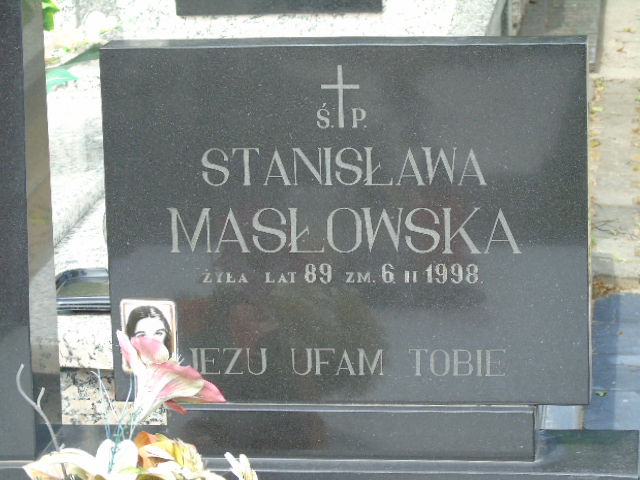 Ś.P.
STANISŁAWA
MASŁOWSKA
ŻYŁA LAT 89 ZM. 6 II 1998.
JEZU UFAM TOBIE